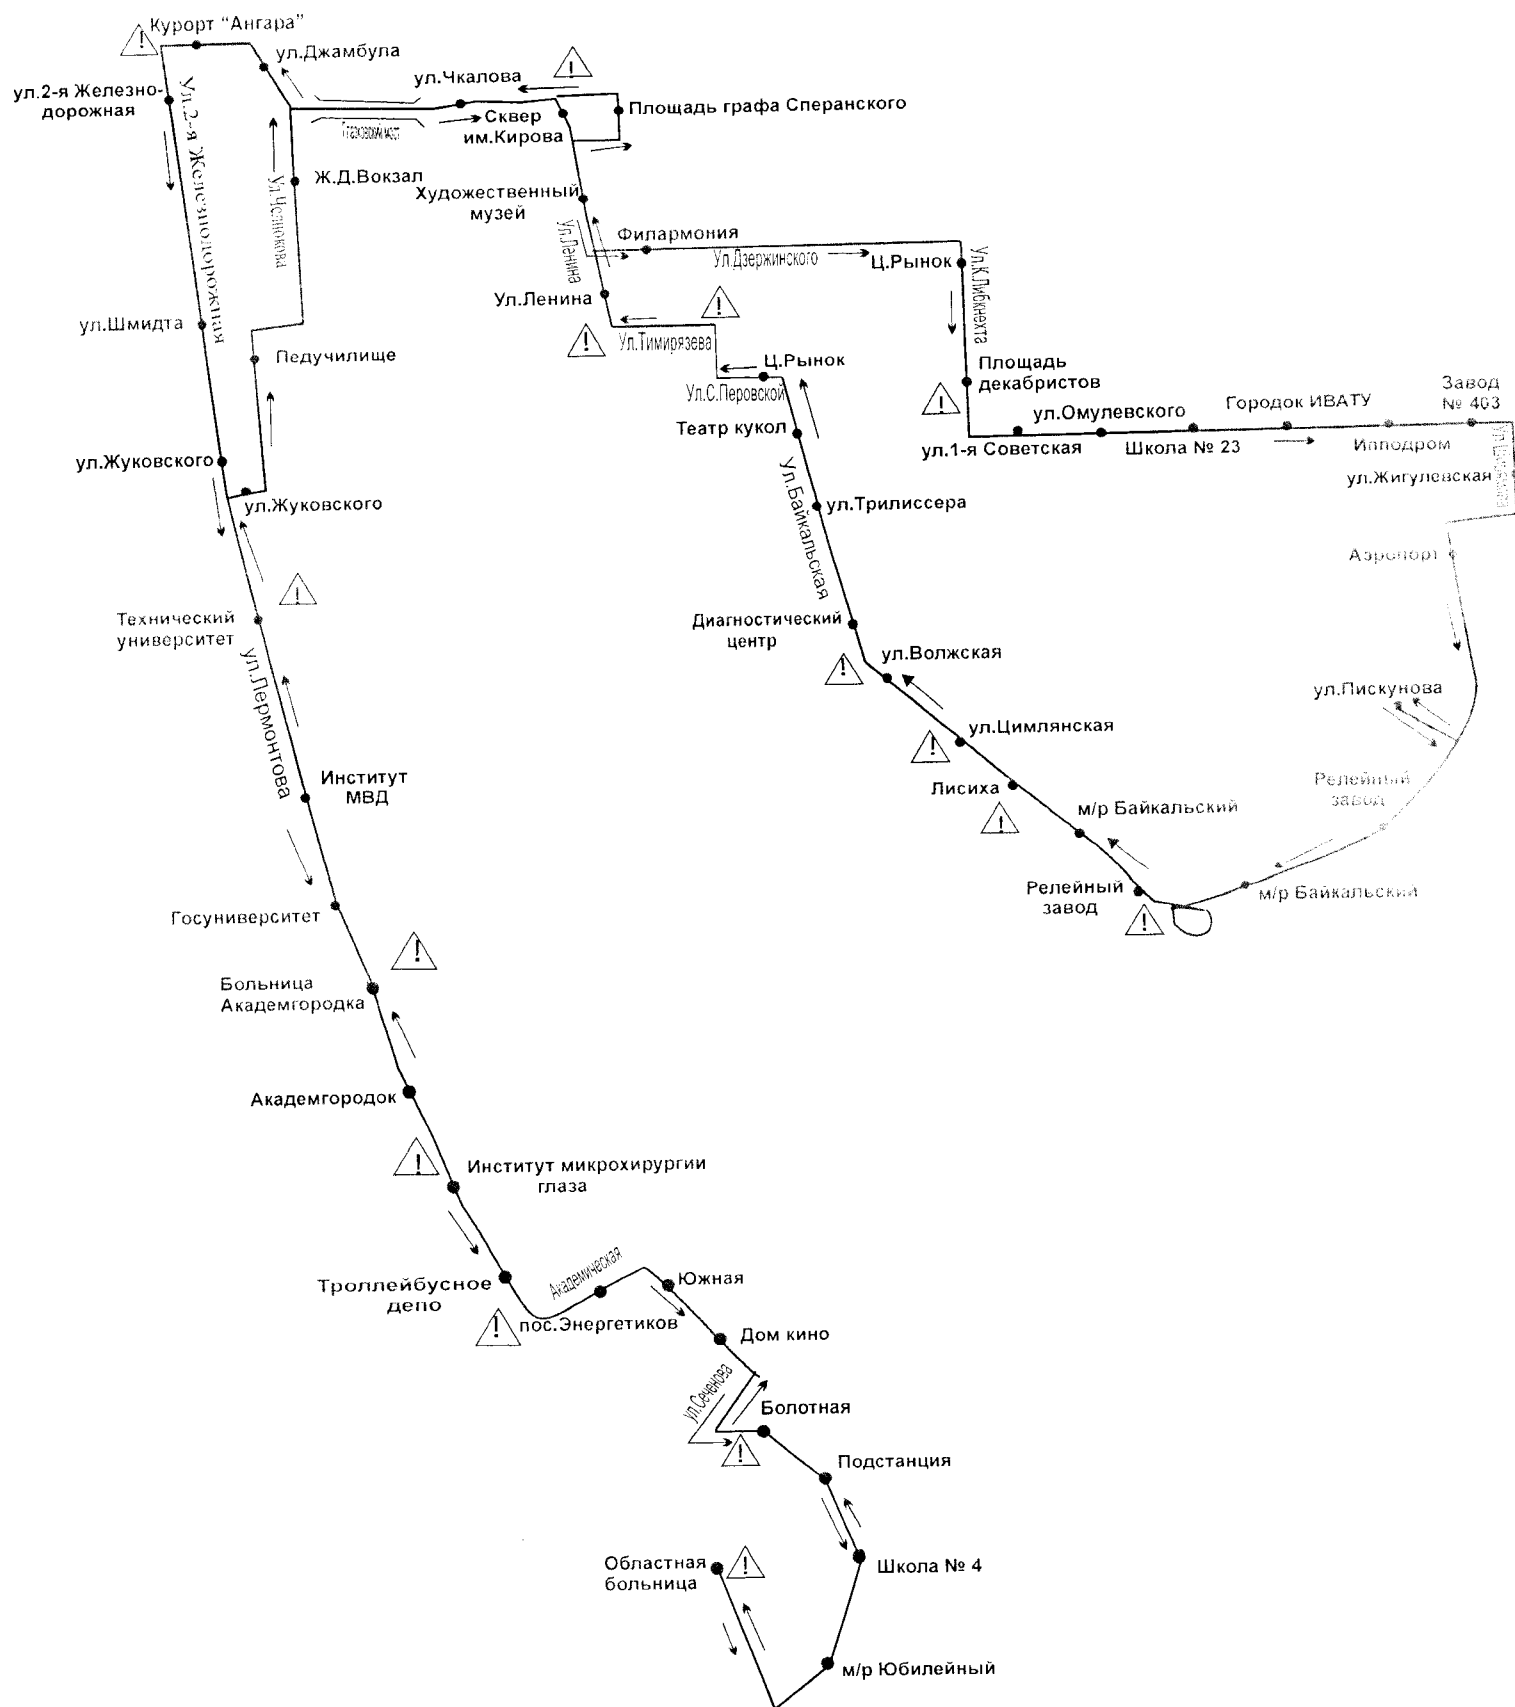 Курорт "Ангара"
ул.Джамбула
ул.Чкалова
ул.2-я Железно-
дорожная
Ул.2-я Железнодорожная
Сквер
им.Кирова
Площадь графа Сперанского
Ж.Д.Вокзал
Ул.Челнокова
Художественный
музей
Ул.Ленина
Филармония
Ул.Дзержинского
Ц.Рынок
Ул.К.Либкнехта
Ул.Ленина
ул.Шмидта
Педучилище
Ул.Тимирязева
Ц.Рынок
Ул.С.Перовской
Площадь
декабристов
Театр кукол
ул.Омулевского
Городок ИВАТУ
Завод
№ 403
ул.1-я Советская
Школа № 23
Ипподром
ул.Жуковского
ул.Жигулевская
ул.Жуковского
Ул.Байкальская
ул.Трилиссера
Аэропорт
Технический
университет
ул.Лермонтова
Диагностический
центр
ул.Волжская
ул.Пискунова
ул.Цимлянская
Институт
МВД
Лисиха
Релейный
завод
м/р Байкальский
Релейный
завод
м/р Байкальский
Госуниверситет
Больница
Академгородка
Академгородок
Институт микрохирургии
глаза
Троллейбусное
депо
Академическая
пос.Энергетиков
Южная
Дом кино
ул.Сеченова
Болотная
Подстанция
Областная
больница
Школа № 4
м/р Юбилейный